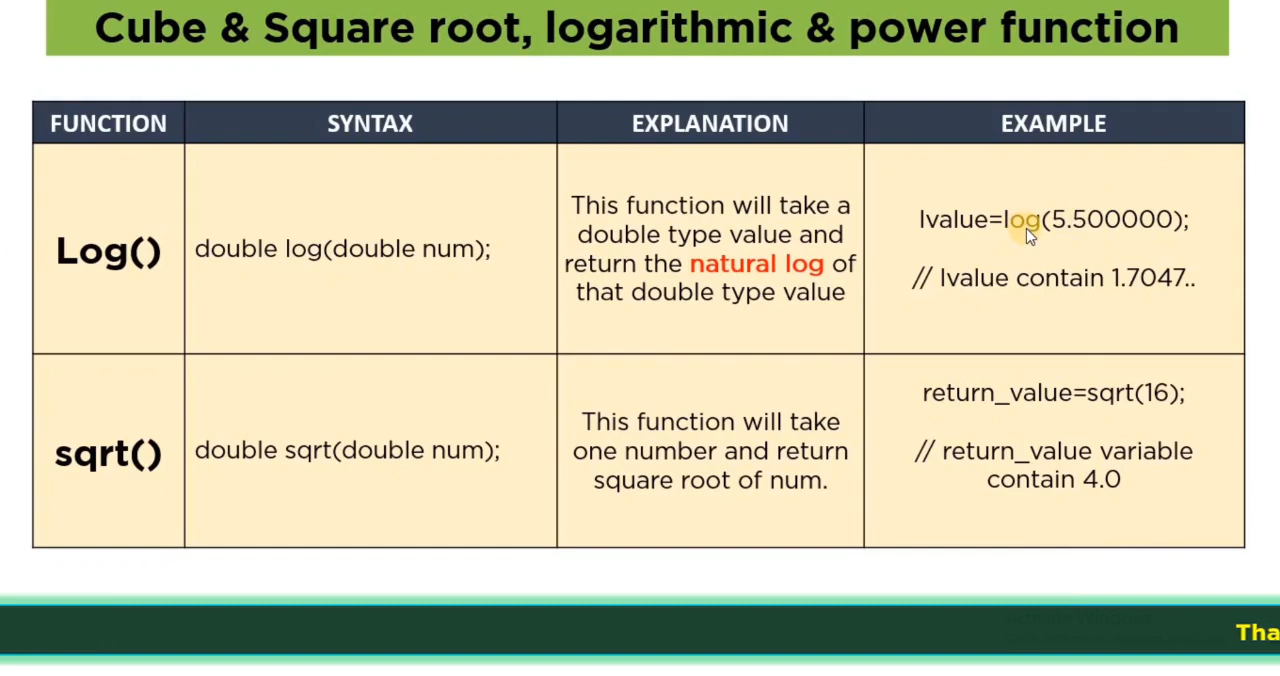 Cube & Square root, logarithmic & power function
FUNCTION SYNTAX EXPLANATION EXAMPLE
Log()
double log(double num);
This function will take a
double type value and
return the natural log of
that double type value
lvalue=log(5.500000);
// lvalue contain 1.7047..
sqrt()
double sqrt(double num);
This function will take
one number and return
square root of num.
return_value=sqrt(16);
// return_value variable
contain 4.0
Tha